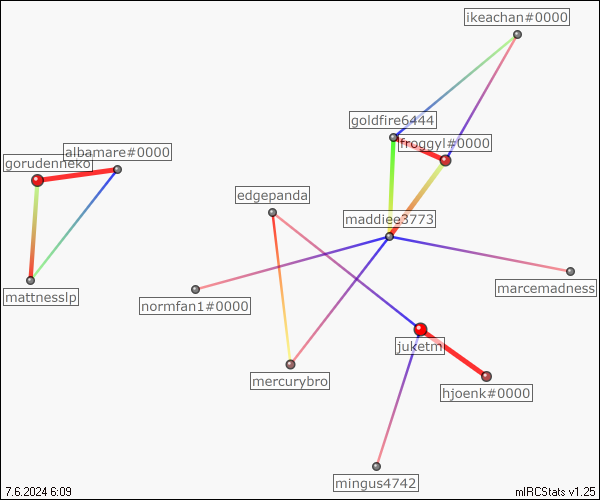 ikeachan#0000
goldfire6444
froggyl#0000
albamare#0000
gorudenneko
edgepanda
maddiee3773
mattnesslp
normfan1#0000
marcemadness
juketm
mercurybro
hjoenk#0000
mingus4742
7.6.2024 6:09
mIRCStats v1.25